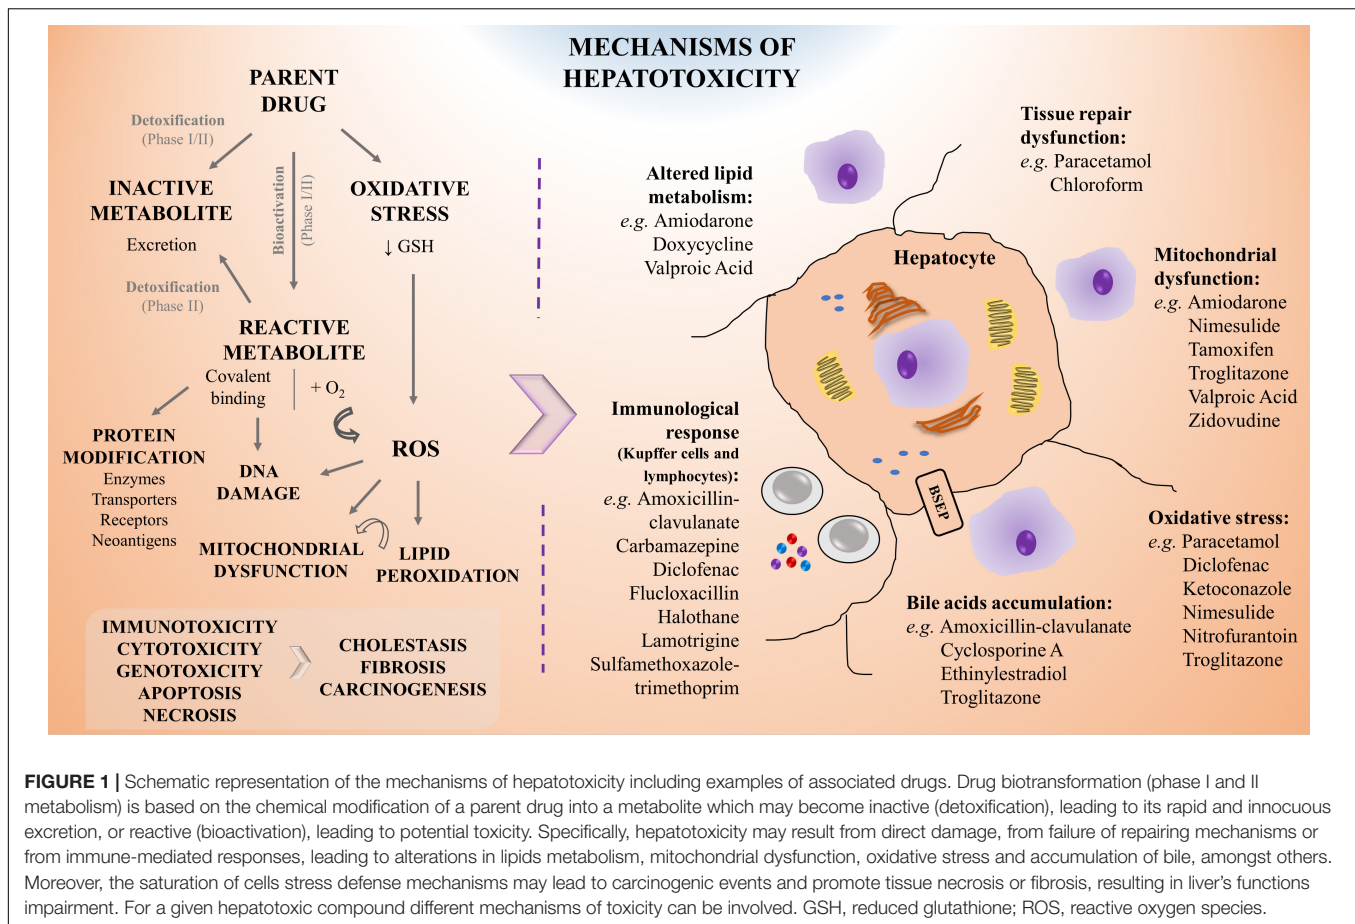 MECHANISMS OF
HEPATOTOXICITY
PARENT
DRUG
Detoxification
(Phase I/II)
Bioactivation
(Phase I/II)
INACTIVE
METABOLITE
Excretion
OXIDATIVE
STRESS
↓ GSH
Detoxification
(Phase II)
REACTIVE
METABOLITE
Covalent
binding
+ O₂
ROS
PROTEIN
MODIFICATION
Enzymes
Transporters
Receptors
Neoantigens
DNA
DAMAGE
MITOCHONDRIAL
DYSFUNCTION
LIPID
PEROXIDATION
IMMUNOTOXICITY
CYTOTOXICITY
GENOTOXICITY
APOPTOSIS
NECROSIS
CHOLESTASIS
FIBROSIS
CARCINOGENESIS
Altered lipid
metabolism:
e.g. Amiodarone
Doxycycline
Valproic Acid
Tissue repair
dysfunction:
e.g. Paracetamol
Chloroform
Hepatocyte
Mitochondrial
dysfunction:
e.g. Amiodarone
Nimesulide
Tamoxifen
Troglitazone
Valproic Acid
Zidovudine
Immunological
response
(Kupffer cells and
lymphocytes):
e.g. Amoxicillin-
clavulanate
Carbamazepine
Diclofenac
Flucloxacillin
Halothane
Lamotrigine
Sulfamethoxazole-
trimethoprim
BSEP
Bile acids accumulation:
e.g. Amoxicillin-clavulanate
Cyclosporine A
Ethinylestradiol
Troglitazone
Oxidative stress:
e.g. Paracetamol
Diclofenac
Ketoconazole
Nimesulide
Nitrofurantoin
Troglitazone
FIGURE 1 | Schematic representation of the mechanisms of hepatotoxicity including examples of associated drugs. Drug biotransformation (phase I and II
metabolism) is based on the chemical modification of a parent drug into a metabolite which may become inactive (detoxification), leading to its rapid and innocuous
excretion, or reactive (bioactivation), leading to potential toxicity. Specifically, hepatotoxicity may result from direct damage, from failure of repairing mechanisms or
from immune-mediated responses, leading to alterations in lipids metabolism, mitochondrial dysfunction, oxidative stress and accumulation of bile, amongst others.
Moreover, the saturation of cells stress defense mechanisms may lead to carcinogenic events and promote tissue necrosis or fibrosis, resulting in liver's functions
impairment. For a given hepatotoxic compound different mechanisms of toxicity can be involved. GSH, reduced glutathione; ROS, reactive oxygen species.